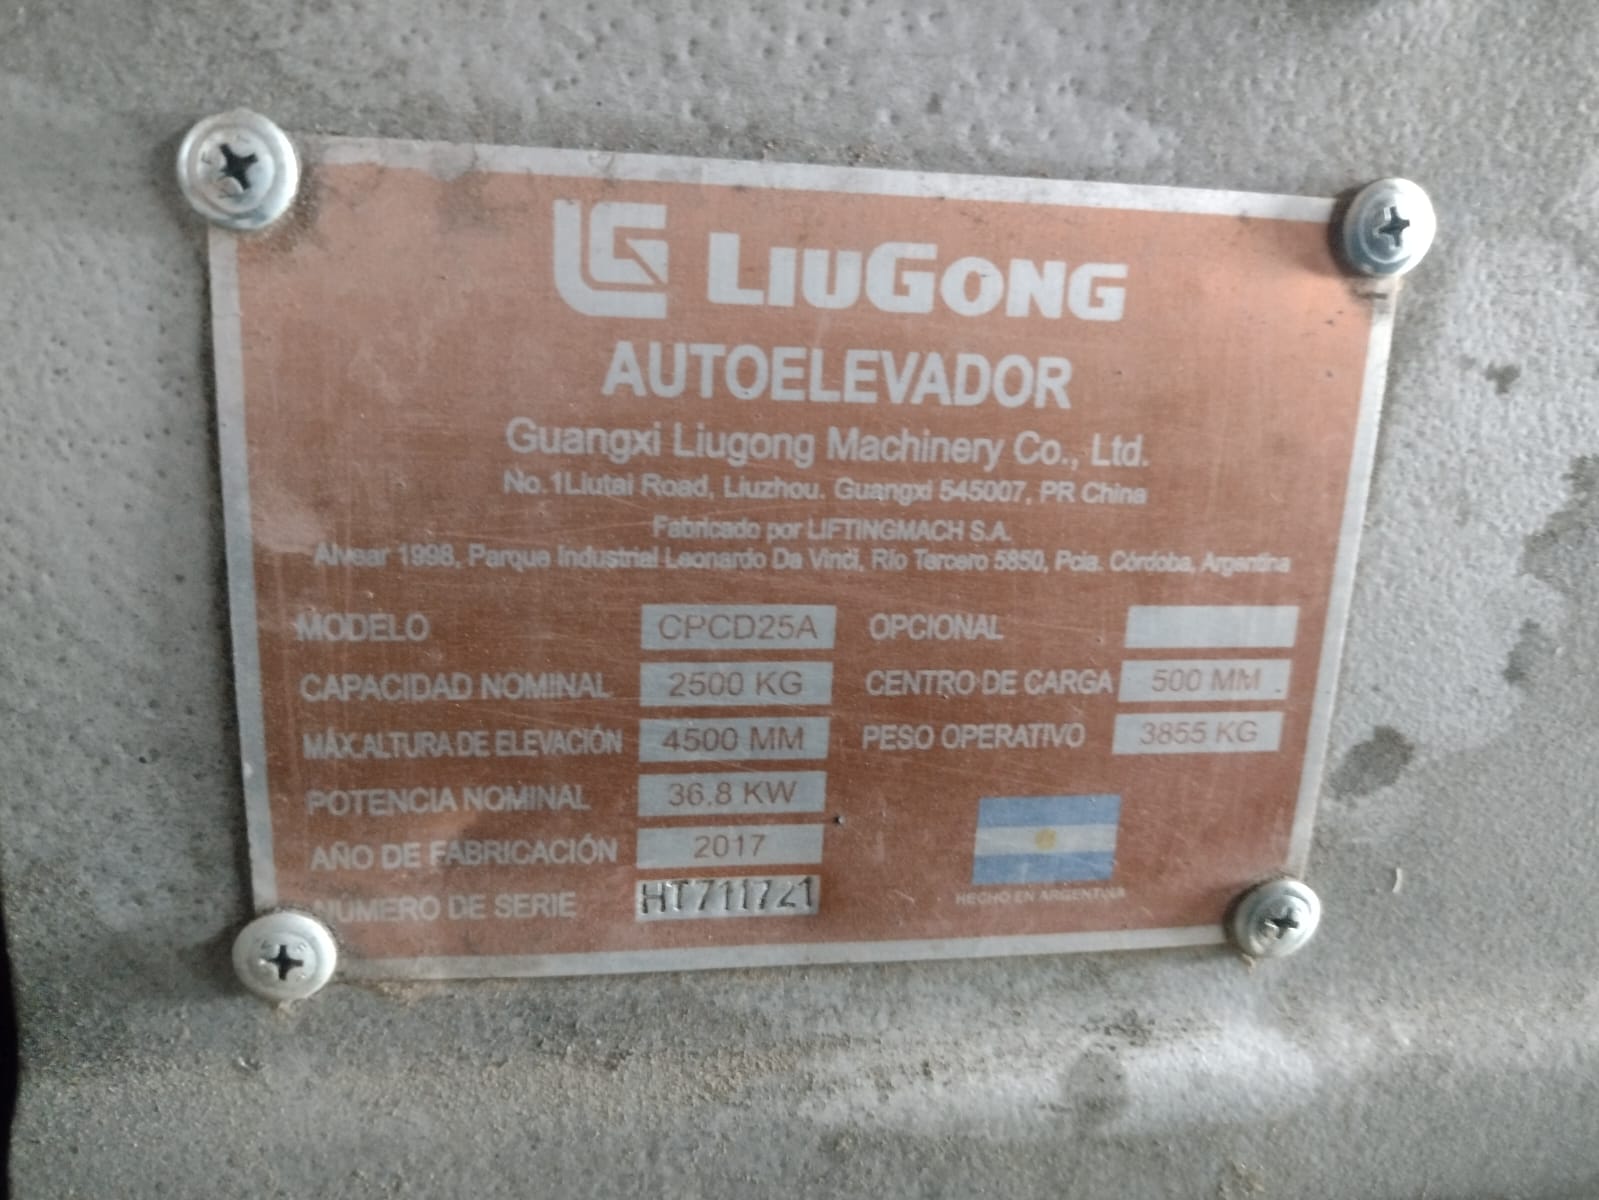 LG LIUGONG
AUTOELEVADOR
Guangxi Liugong Machinery Co., Ltd.
No.1Liutai Road, Liuzhou. Guangxi 545007, PR China
Fabricado por LIFTINGMACH S.A.
Alvear 1998, Parque Industrial Leonardo Da Vinci, Río Tercero 5850, Pcia. Córdoba, Argentina
MODELO CPCD25A OPCIONAL
CAPACIDAD NOMINAL 2500 KG CENTRO DE CARGA 500 MM
MÁX.ALTURA DE ELEVACIÓN 4500 MM PESO OPERATIVO 3855 KG
POTENCIA NOMINAL 36.8 KW
AÑO DE FABRICACIÓN 2017
NÚMERO DE SERIE HT711721
HECHO EN ARGENTINA